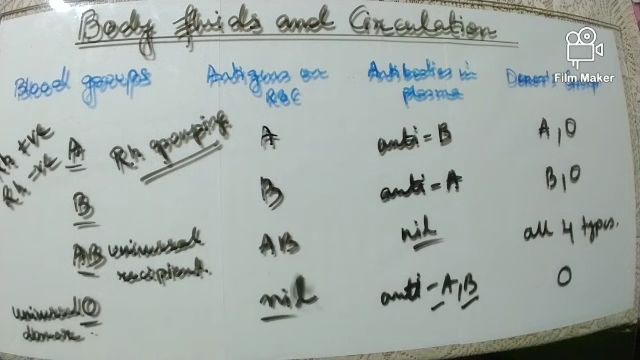 Body fluids and Circulation
Blood groups Antigens on RBC Antibodies in plasma Donor's group
Rh +ve
Rh -ve A Rh grouping A anti-B A, O
B B anti-A B, O
AB universal recipient. AB nil all 4 types.
universal O nil anti-A, B O
Film Maker